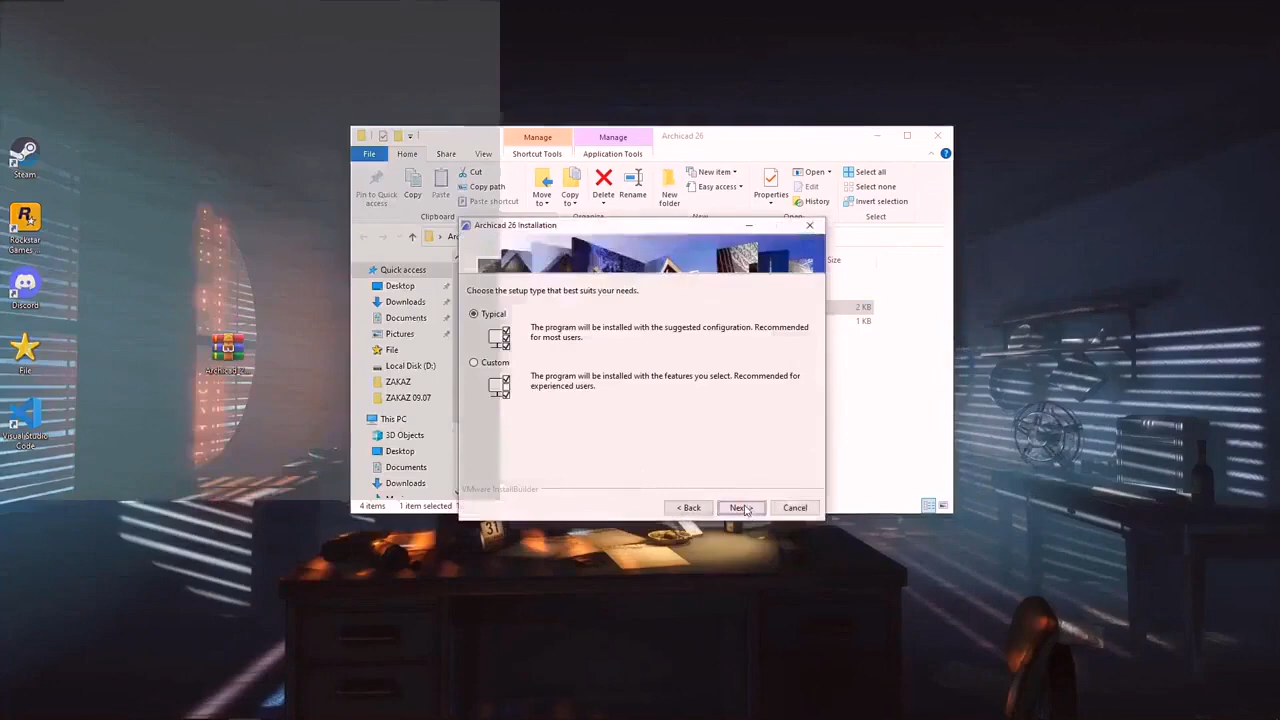 Manage
Manage
Archicad 26
File
Home
Share
View
Shortcut Tools
Application Tools
Pin to Quick
access
Copy
Paste
Cut
Copy path
Paste shortcut
Move
to
Copy
to
Delete
Rename
New
folder
New item
Easy access
Properties
Open
Edit
History
Select all
Select none
Invert selection
Clipboard
Organize
New
Open
Select
Steam
Rockstar
Games ...
Discord
File
Visual Studio
Code
Archicad 2...
Quick access
Desktop
Downloads
Documents
Pictures
File
Local Disk (D:)
ZAKAZ
ZAKAZ 09.07
This PC
3D Objects
Desktop
Documents
Downloads
4 items
1 item selected
Size
2 KB
1 KB
Archicad 26 Installation
Choose the setup type that best suits your needs.
Typical
The program will be installed with the suggested configuration. Recommended
for most users.
Custom
The program will be installed with the features you select. Recommended for
experienced users.
VMware InstallBuilder
< Back
Next >
Cancel
31